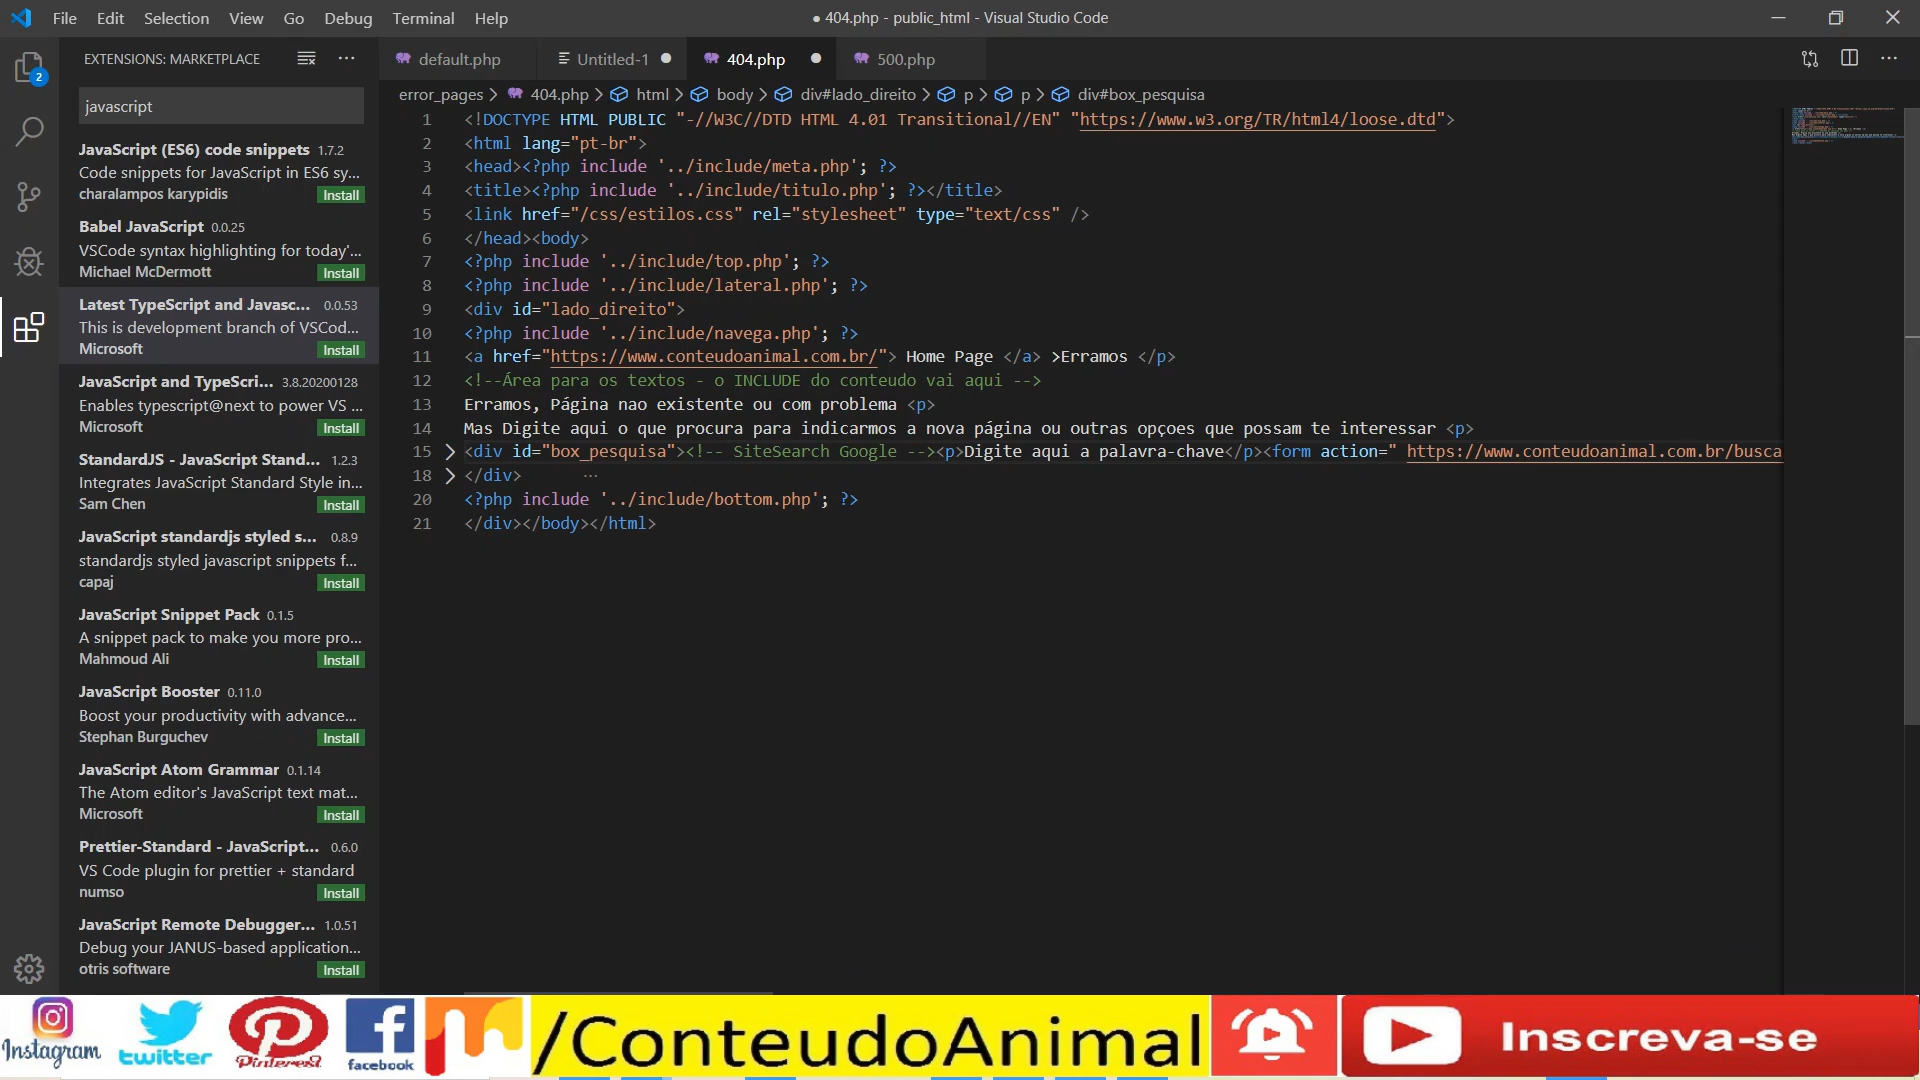 File Edit Selection View Go Debug Terminal Help
● 404.php - public_html - Visual Studio Code
EXTENSIONS: MARKETPLACE
default.php
Untitled-1
404.php
500.php
2
javascript
error_pages > 404.php > html > body > div#lado_direito > p > p > div#box_pesquisa
JavaScript (ES6) code snippets 1.7.2
Code snippets for JavaScript in ES6 sy...
charalampos karypidis Install
Babel JavaScript 0.0.25
VSCode syntax highlighting for today'...
Michael McDermott Install
Latest TypeScript and Javasc... 0.0.53
This is development branch of VSCod...
Microsoft Install
JavaScript and TypeScri... 3.8.20200128
Enables typescript@next to power VS ...
Microsoft Install
StandardJS - JavaScript Stand... 1.2.3
Integrates JavaScript Standard Style in...
Sam Chen Install
JavaScript standardjs styled s... 0.8.9
standardjs styled javascript snippets f...
capaj Install
JavaScript Snippet Pack 0.1.5
A snippet pack to make you more pro...
Mahmoud Ali Install
JavaScript Booster 0.11.0
Boost your productivity with advance...
Stephan Burguchev Install
JavaScript Atom Grammar 0.1.14
The Atom editor's JavaScript text mat...
Microsoft Install
Prettier-Standard - JavaScript... 0.6.0
VS Code plugin for prettier + standard
numso Install
JavaScript Remote Debugger... 1.0.51
Debug your JANUS-based application...
otris software Install
1 <!DOCTYPE HTML PUBLIC "-//W3C//DTD HTML 4.01 Transitional//EN" "https://www.w3.org/TR/html4/loose.dtd">
2 <html lang="pt-br">
3 <head><?php include '../include/meta.php'; ?>
4 <title><?php include '../include/titulo.php'; ?></title>
5 <link href="/css/estilos.css" rel="stylesheet" type="text/css" />
6 </head><body>
7 <?php include '../include/top.php'; ?>
8 <?php include '../include/lateral.php'; ?>
9 <div id="lado_direito">
10 <?php include '../include/navega.php'; ?>
11 <a href="https://www.conteudoanimal.com.br/"> Home Page </a> >Erramos </p>
12 <!--Área para os textos - o INCLUDE do conteudo vai aqui -->
13 Erramos, Página nao existente ou com problema <p>
14 Mas Digite aqui o que procura para indicarmos a nova página ou outras opçoes que possam te interessar <p>
15 <div id="box_pesquisa"><!-- SiteSearch Google --><p>Digite aqui a palavra-chave</p><form action=" https://www.conteudoanimal.com.br/busca
18 </div> ...
20 <?php include '../include/bottom.php'; ?>
21 </div></body></html>
Instagram
twitter
Pinterest
facebook
/ConteudoAnimal
Inscreva-se